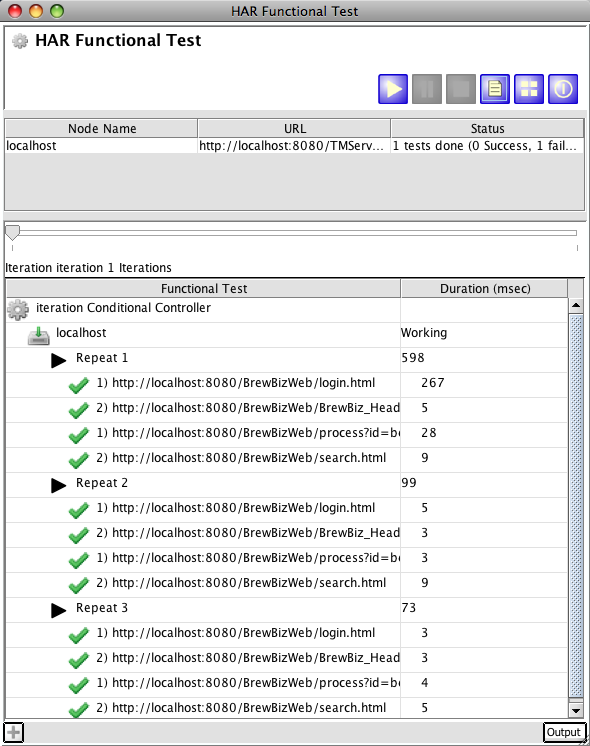 HAR Functional Test
HAR Functional Test
Node Name URL Status
localhost http://localhost:8080/TMServ... 1 tests done (0 Success, 1 fail...
Iteration iteration 1 Iterations
Functional Test Duration (msec)
iteration Conditional Controller
localhost Working
Repeat 1 598
1) http://localhost:8080/BrewBizWeb/login.html 267
2) http://localhost:8080/BrewBizWeb/BrewBiz_Head 5
1) http://localhost:8080/BrewBizWeb/process?id=be 28
2) http://localhost:8080/BrewBizWeb/search.html 9
Repeat 2 99
1) http://localhost:8080/BrewBizWeb/login.html 5
2) http://localhost:8080/BrewBizWeb/BrewBiz_Head 3
1) http://localhost:8080/BrewBizWeb/process?id=be 3
2) http://localhost:8080/BrewBizWeb/search.html 9
Repeat 3 73
1) http://localhost:8080/BrewBizWeb/login.html 3
2) http://localhost:8080/BrewBizWeb/BrewBiz_Head 3
1) http://localhost:8080/BrewBizWeb/process?id=be 4
2) http://localhost:8080/BrewBizWeb/search.html 5
Output